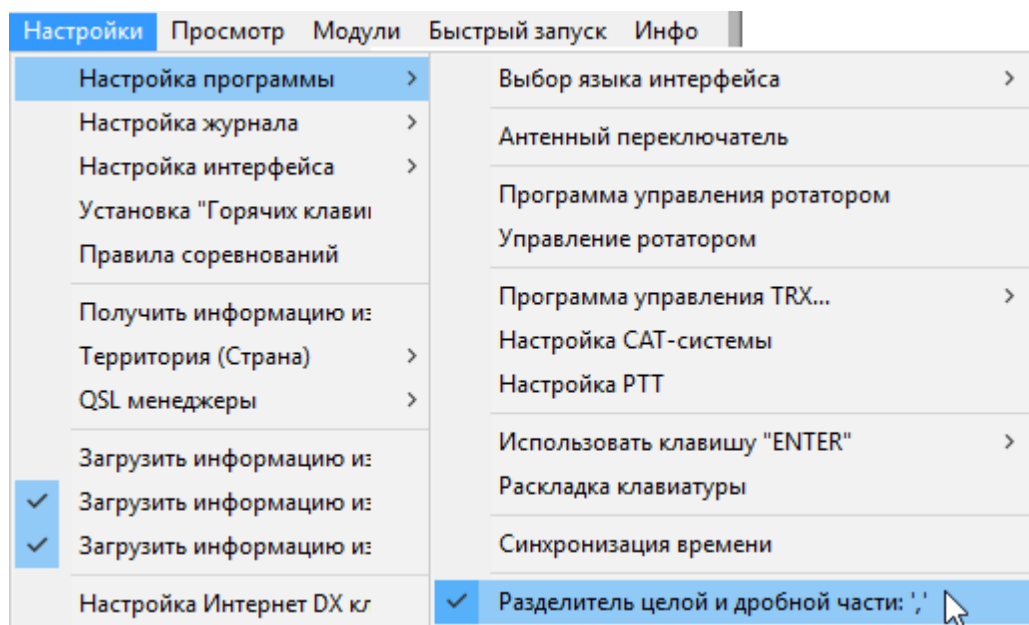 Настройки Просмотр Модули Быстрый запуск Инфо
Настройка программы
Настройка журнала
Настройка интерфейса
Установка "Горячих клави
Правила соревнований
Получить информацию из
Территория (Страна)
QSL менеджеры
Загрузить информацию из
Загрузить информацию из
Загрузить информацию из
Настройка Интернет DX кл
Выбор языка интерфейса
Антенный переключатель
Программа управления ротатором
Управление ротатором
Программа управления TRX...
Настройка CAT-системы
Настройка PTT
Использовать клавишу "ENTER"
Раскладка клавиатуры
Синхронизация времени
Разделитель целой и дробной части: ','